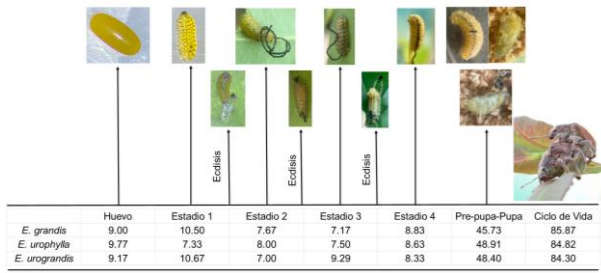 Ecdisis
Ecdisis
Ecdisis
Huevo Estadio 1 Estadio 2 Estadio 3 Estadio 4 Pre-pupa-Pupa Ciclo de Vida
E. grandis 9.00 10.50 7.67 7.17 8.83 45.73 85.87
E. urophylla 9.77 7.33 8.00 7.50 8.63 48.91 84.82
E. urograndis 9.17 10.67 7.00 9.29 8.33 48.40 84.30